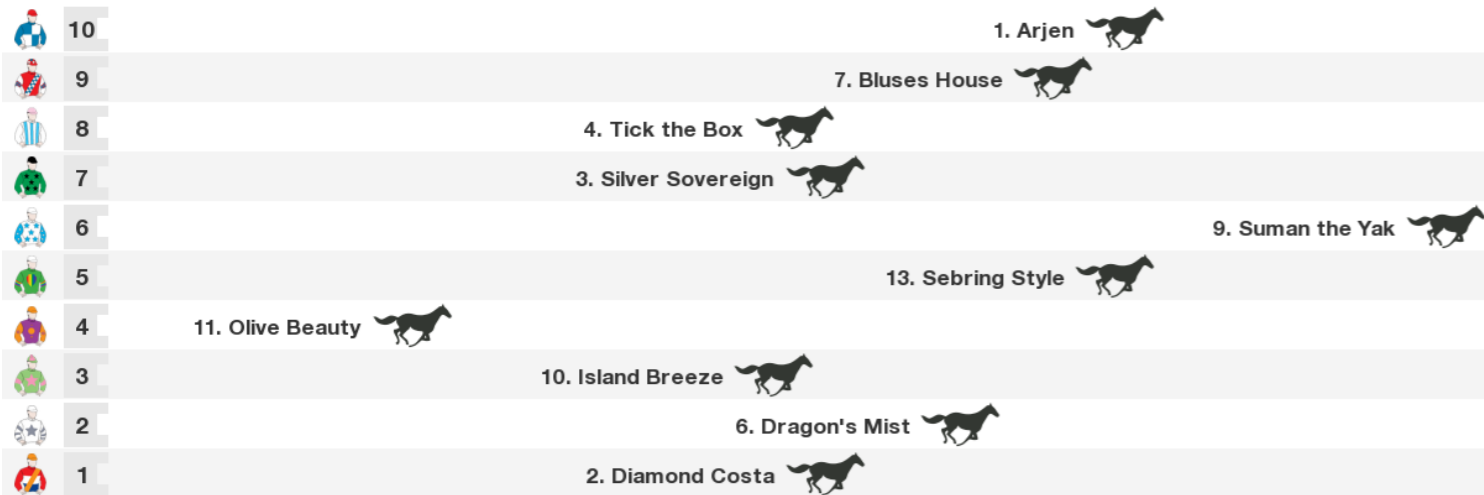 10 1. Arjen
9 7. Bluses House
8 4. Tick the Box
7 3. Silver Sovereign
6 9. Suman the Yak
5 13. Sebring Style
4 11. Olive Beauty
3 10. Island Breeze
2 6. Dragon's Mist
1 2. Diamond Costa